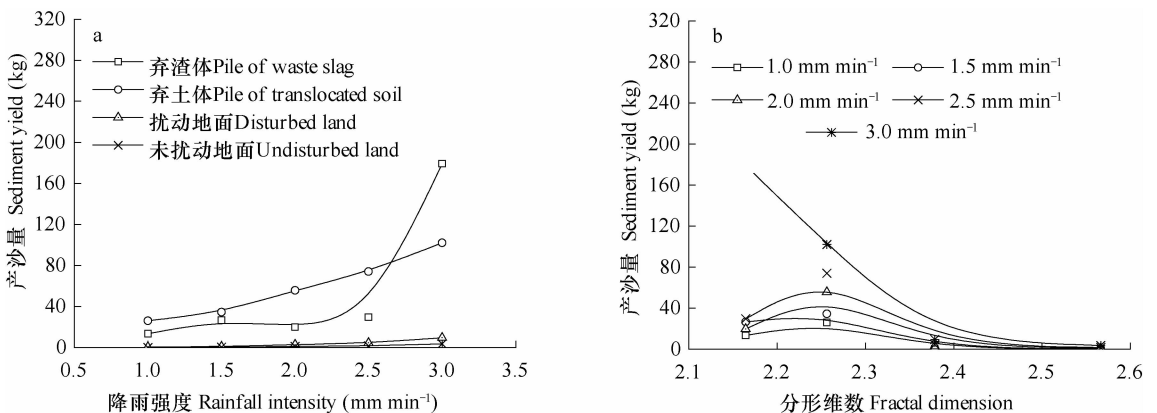 a
产沙量 Sediment yield (kg)
320
280
240
200
160
120
80
40
0
弃渣体Pile of waste slag
弃土体Pile of translocated soil
扰动地面Disturbed land
未扰动地面Undisturbed land
0.5 1.0 1.5 2.0 2.5 3.0 3.5
降雨强度 Rainfall intensity (mm min⁻¹)
b
产沙量 Sediment yield (kg)
320
280
240
200
160
120
80
40
0
1.0 mm min⁻¹ 1.5 mm min⁻¹
2.0 mm min⁻¹ 2.5 mm min⁻¹
3.0 mm min⁻¹
2.1 2.2 2.3 2.4 2.5 2.6
分形维数 Fractal dimension